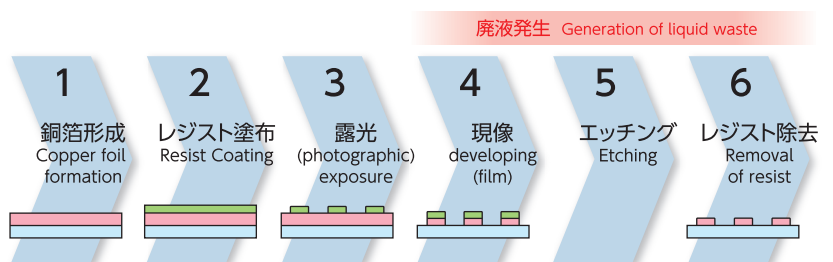 廃液発生 Generation of liquid waste
1
銅箔形成
Copper foil
formation
2
レジスト塗布
Resist Coating
3
露光
(photographic)
exposure
4
現像
developing
(film)
5
エッチング
Etching
6
レジスト除去
Removal
of resist